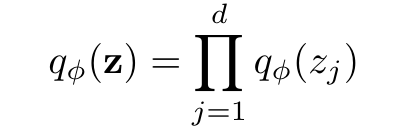 $q_\phi(\mathbf{z}) = \prod_{j=1}^{d} q_\phi(z_j)$